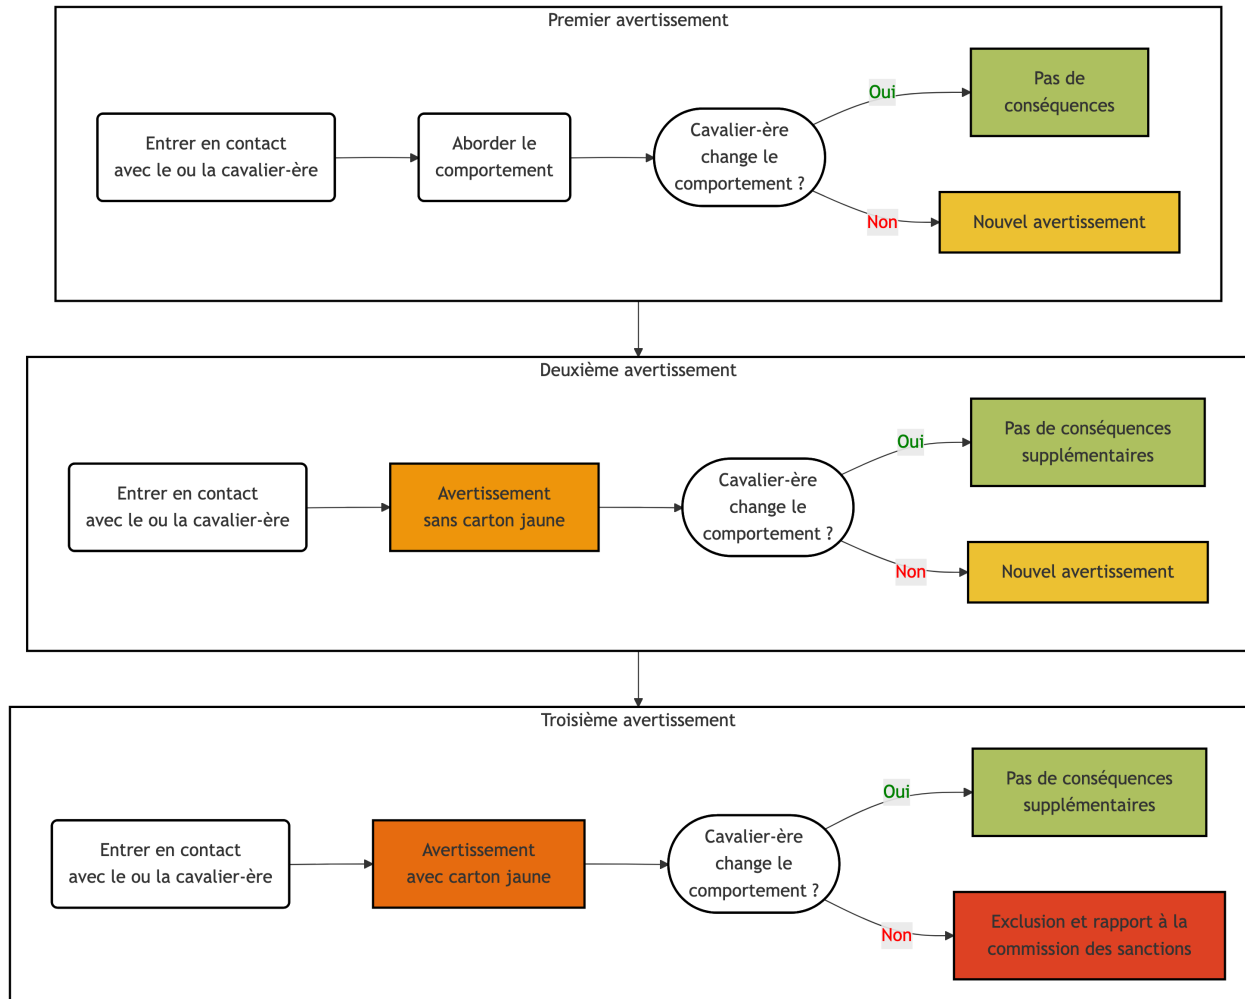 Premier avertissement
Entrer en contact
avec le ou la cavalier-ère
Aborder le
comportement
Cavalier-ère
change le
comportement ?
Oui
Pas de
conséquences
Non
Nouvel avertissement
Deuxième avertissement
Entrer en contact
avec le ou la cavalier-ère
Avertissement
sans carton jaune
Cavalier-ère
change le
comportement ?
Oui
Pas de conséquences
supplémentaires
Non
Nouvel avertissement
Troisième avertissement
Entrer en contact
avec le ou la cavalier-ère
Avertissement
avec carton jaune
Cavalier-ère
change le
comportement ?
Oui
Pas de conséquences
supplémentaires
Non
Exclusion et rapport à la
commission des sanctions